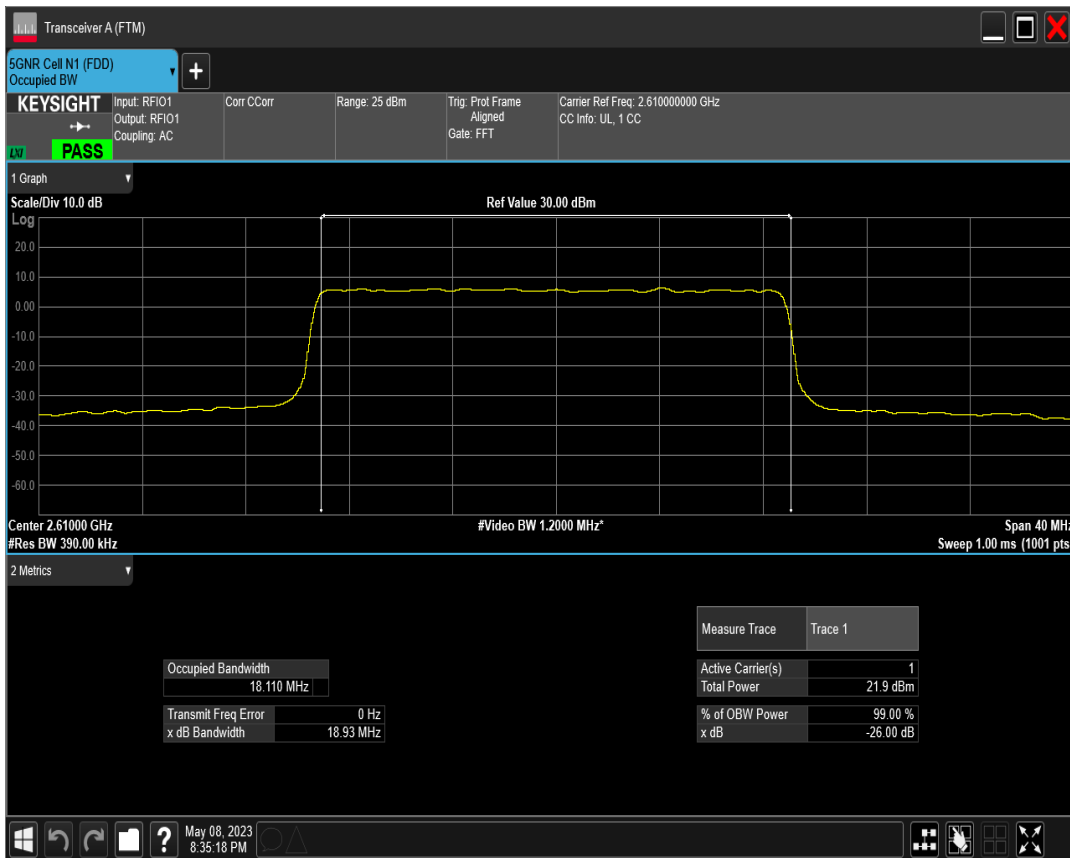 Transceiver A (FTM)
5GNR Cell N1 (FDD)
Occupied BW
+
KEYSIGHT
LXI
PASS
Input: RFIO1
Output: RFIO1
Coupling: AC
Corr CCorr
Range: 25 dBm
Trig: Prot Frame
Aligned
Gate: FFT
Carrier Ref Freq: 2.610000000 GHz
CC Info: UL, 1 CC
1 Graph
Scale/Div 10.0 dB
Ref Value 30.00 dBm
Log
20.0
10.0
0.00
-10.0
-20.0
-30.0
-40.0
-50.0
-60.0
Center 2.61000 GHz
#Video BW 1.2000 MHz*
Span 40 MHz
#Res BW 390.00 kHz
Sweep 1.00 ms (1001 pts
2 Metrics
Measure Trace Trace 1
Occupied Bandwidth
18.110 MHz
Active Carrier(s) 1
Total Power 21.9 dBm
Transmit Freq Error 0 Hz
x dB Bandwidth 18.93 MHz
% of OBW Power 99.00 %
x dB -26.00 dB
?
May 08, 2023
8:35:18 PM